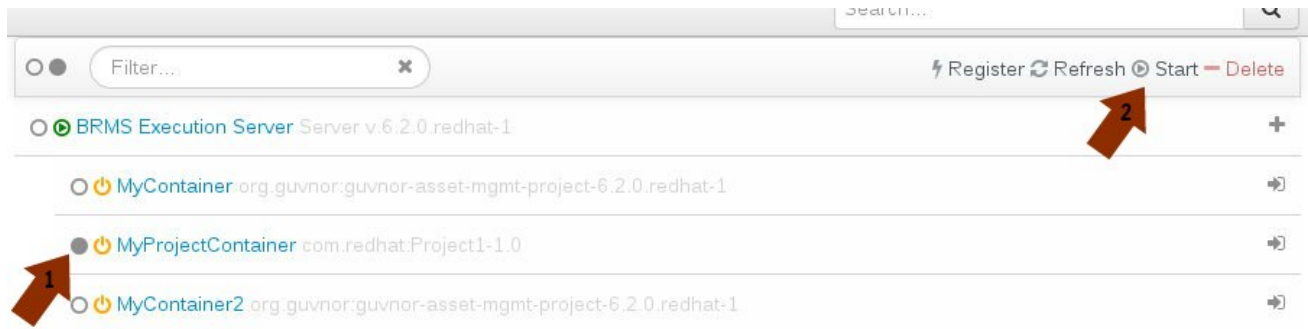 Search...
Filter... Register Refresh Start Delete
2
BRMS Execution Server Server v.6.2.0.redhat-1
MyContainer org.guvnor:guvnor-asset-mgmt-project-6.2.0.redhat-1
MyProjectContainer com.redhat:Project1-1.0
1
MyContainer2 org.guvnor:guvnor-asset-mgmt-project-6.2.0.redhat-1